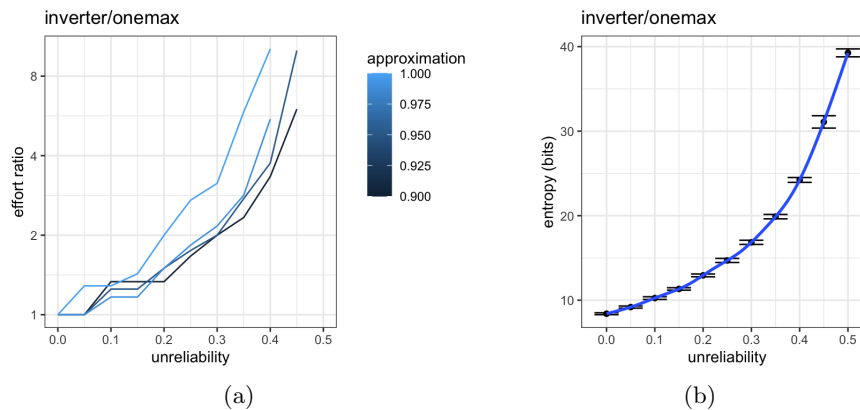 inverter/onemax
effort ratio
8
4
2
1
0.0 0.1 0.2 0.3 0.4 0.5
unreliability
approximation
1.000
0.975
0.950
0.925
0.900
(a)
inverter/onemax
entropy (bits)
40
30
20
10
0.0 0.1 0.2 0.3 0.4 0.5
unreliability
(b)